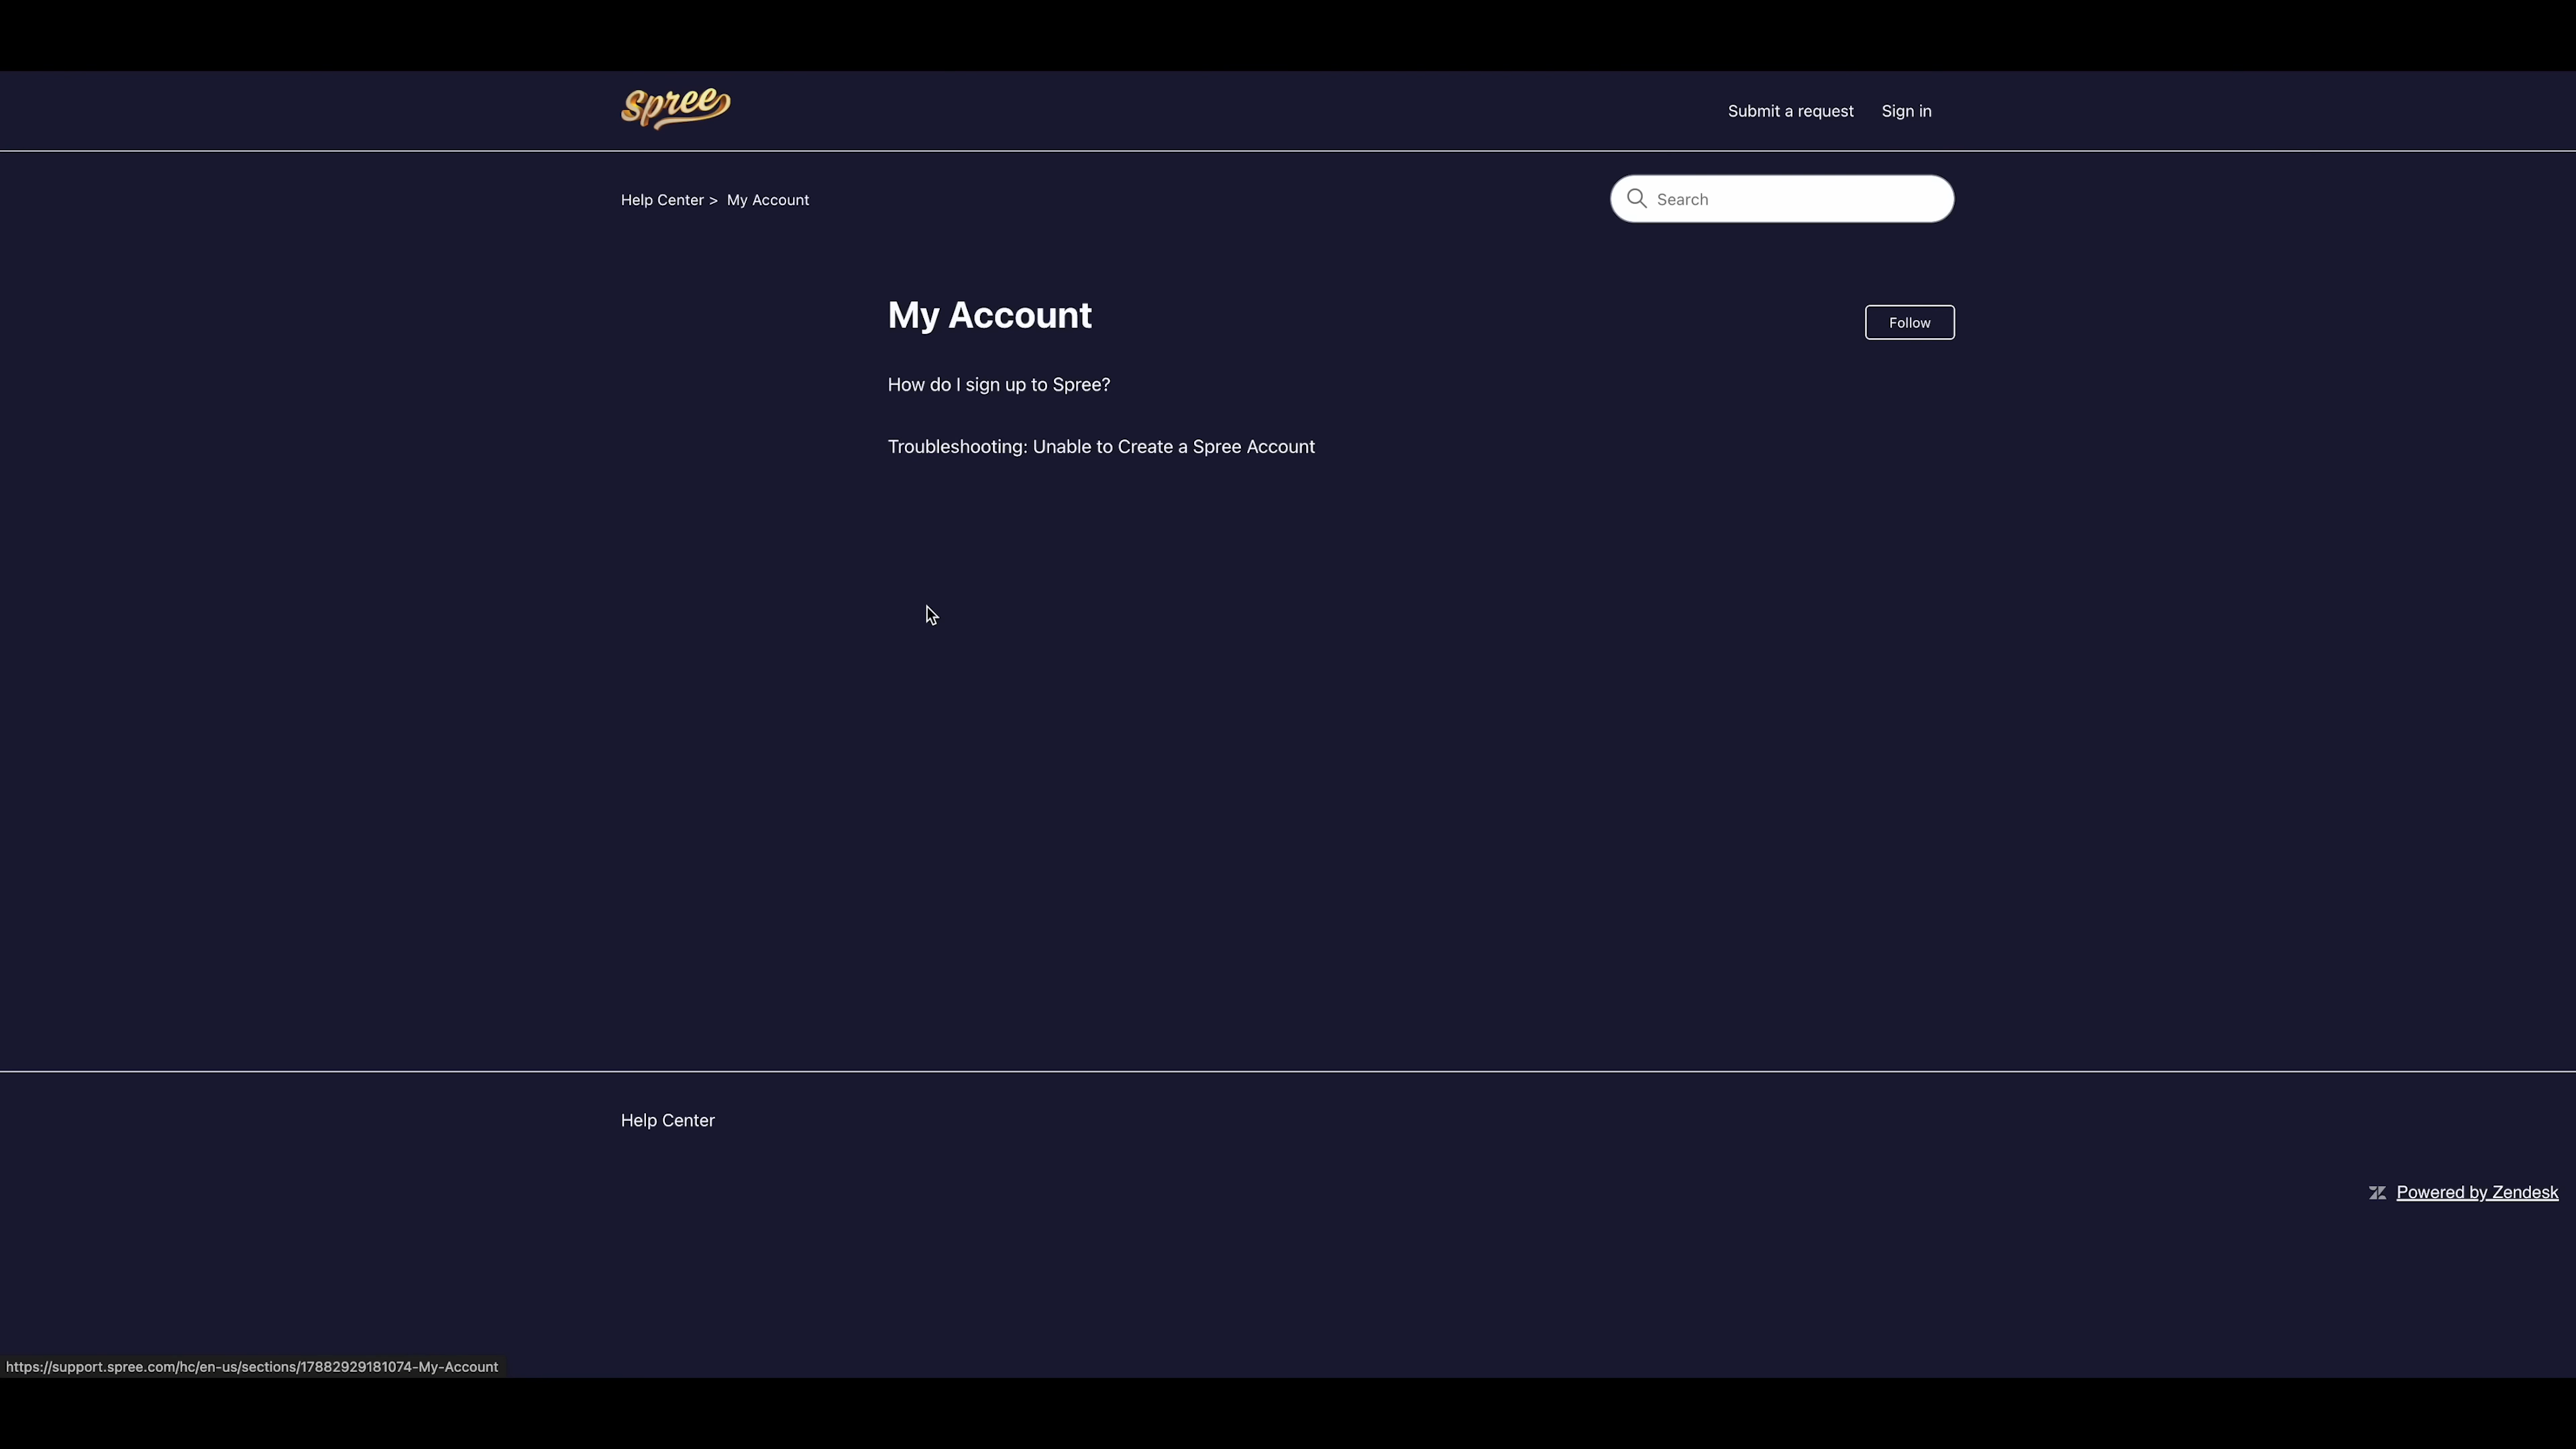 Spree
Submit a request
Sign in
Help Center > My Account
Search
My Account
Follow
How do I sign up to Spree?
Troubleshooting: Unable to Create a Spree Account
Help Center
Powered by Zendesk
https://support.spree.com/hc/en-us/sections/17882929181074-My-Account